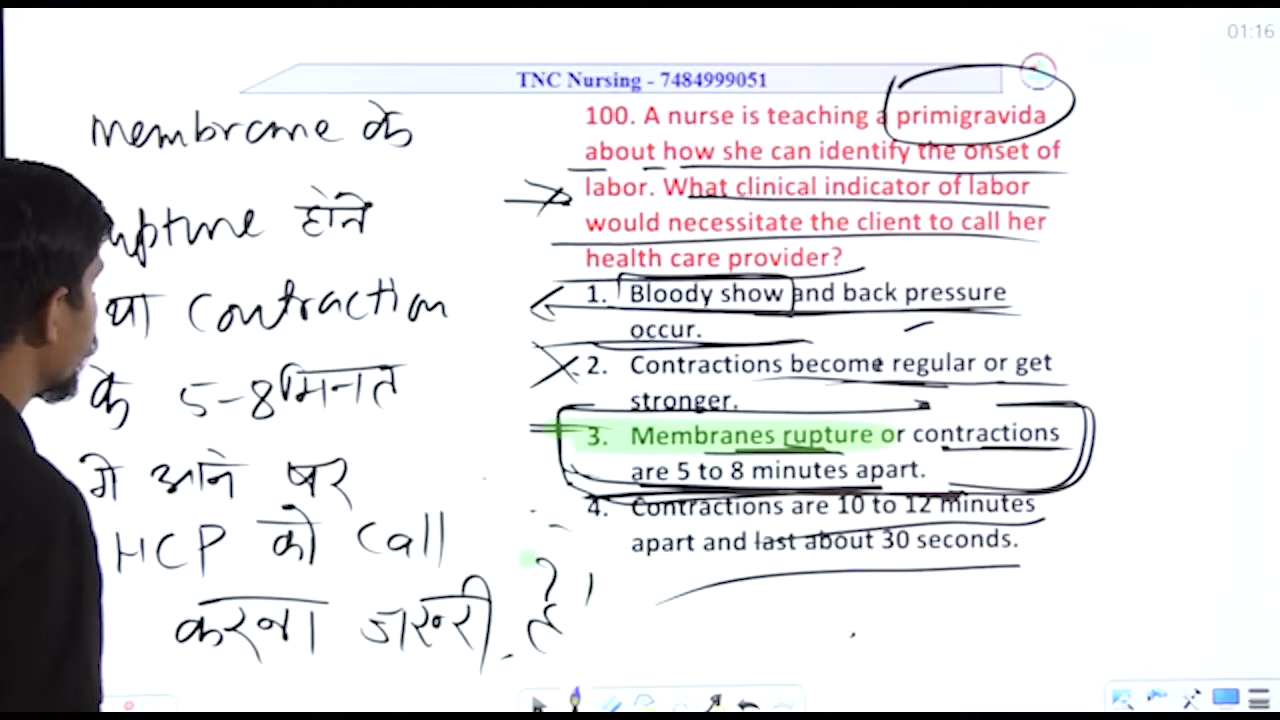 01:16
TNC Nursing - 7484999051
membrane के
upture होने
या contraction
के 5-8 मिनत
मे आने पर
HCP को call
करना जरूरी है।
100. A nurse is teaching a primigravida
about how she can identify the onset of
labor. What clinical indicator of labor
would necessitate the client to call her
health care provider?
1. Bloody show and back pressure
occur.
2. Contractions become regular or get
stronger.
3. Membranes rupture or contractions
are 5 to 8 minutes apart.
4. Contractions are 10 to 12 minutes
apart and last about 30 seconds.